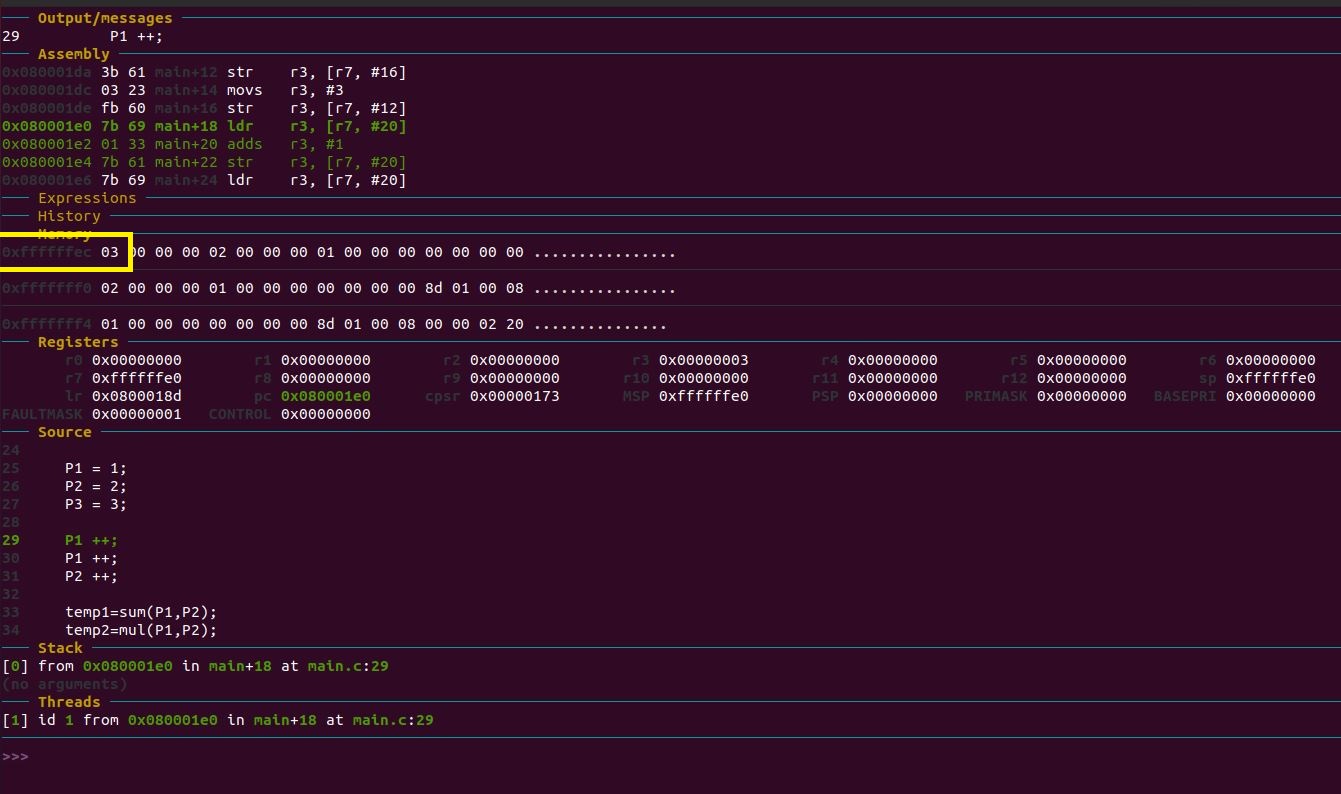 Output/messages
29 P1 ++;
Assembly
0x080001da 3b 61 main+12 str r3, [r7, #16]
0x080001dc 03 23 main+14 movs r3, #3
0x080001de fb 60 main+16 str r3, [r7, #12]
0x080001e0 7b 69 main+18 ldr r3, [r7, #20]
0x080001e2 01 33 main+20 adds r3, #1
0x080001e4 7b 61 main+22 str r3, [r7, #20]
0x080001e6 7b 69 main+24 ldr r3, [r7, #20]
Expressions
History
Memory
0xffffffec 03 00 00 00 02 00 00 00 01 00 00 00 00 00 00 00 ................
0xfffffff0 02 00 00 00 01 00 00 00 00 00 00 00 8d 01 00 08 ................
0xfffffff4 01 00 00 00 00 00 00 00 8d 01 00 08 00 00 02 20 ...............
Registers
r0 0x00000000 r1 0x00000000 r2 0x00000000 r3 0x00000003 r4 0x00000000 r5 0x00000000 r6 0x00000000
r7 0xffffffe0 r8 0x00000000 r9 0x00000000 r10 0x00000000 r11 0x00000000 r12 0x00000000 sp 0xffffffe0
lr 0x0800018d pc 0x080001e0 cpsr 0x00000173 MSP 0xffffffe0 PSP 0x00000000 PRIMASK 0x00000000 BASEPRI 0x00000000
FAULTMASK 0x00000001 CONTROL 0x00000000
Source
24
25 P1 = 1;
26 P2 = 2;
27 P3 = 3;
28
29 P1 ++;
30 P1 ++;
31 P2 ++;
32
33 temp1=sum(P1,P2);
34 temp2=mul(P1,P2);
Stack
[0] from 0x080001e0 in main+18 at main.c:29
(no arguments)
Threads
[1] id 1 from 0x080001e0 in main+18 at main.c:29
>>>